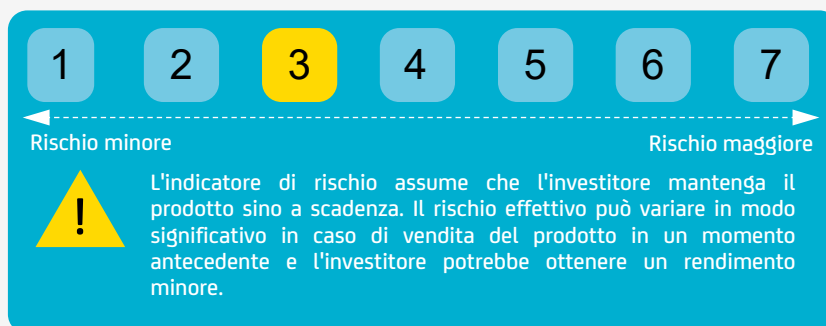 1 2 3 4 5 6 7
Rischio minore Rischio maggiore
!
L'indicatore di rischio assume che l'investitore mantenga il
prodotto sino a scadenza. Il rischio effettivo può variare in modo
significativo in caso di vendita del prodotto in un momento
antecedente e l'investitore potrebbe ottenere un rendimento
minore.